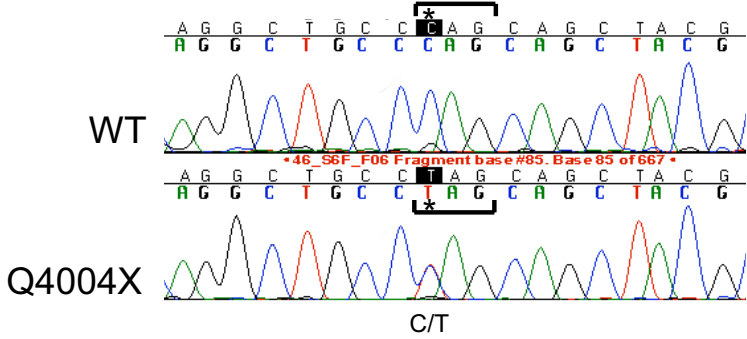 *
A G G C T G C C C A G C A G C T A C G
A G G C T G C C C A G C A G C T A C G
WT
46_S6F_F06 Fragment base #85. Base 85 of 667
A G G C T G C C T A G C A G C T A C G
A G G C T G C C T A G C A G C T A C G
*
Q4004X
C/T